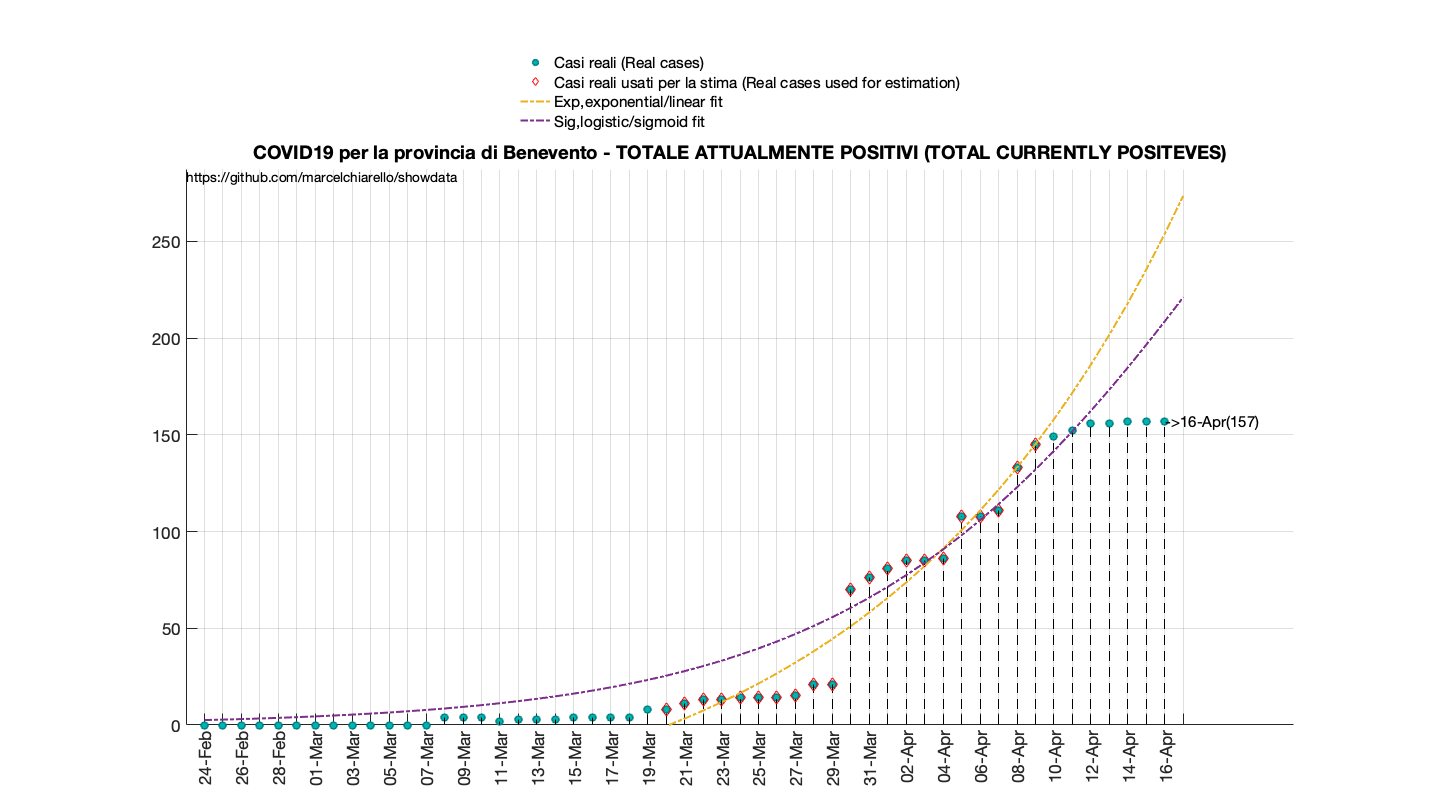 Casi reali (Real cases)
Casi reali usati per la stima (Real cases used for estimation)
Exp,exponential/linear fit
Sig,logistic/sigmoid fit
COVID19 per la provincia di Benevento - TOTALE ATTUALMENTE POSITIVI (TOTAL CURRENTLY POSITEVES)
https://github.com/marcelchiarello/showdata
250
200
150
100
50
0
->16-Apr(157)
24-Feb
26-Feb
28-Feb
01-Mar
03-Mar
05-Mar
07-Mar
09-Mar
11-Mar
13-Mar
15-Mar
17-Mar
19-Mar
21-Mar
23-Mar
25-Mar
27-Mar
29-Mar
31-Mar
02-Apr
04-Apr
06-Apr
08-Apr
10-Apr
12-Apr
14-Apr
16-Apr